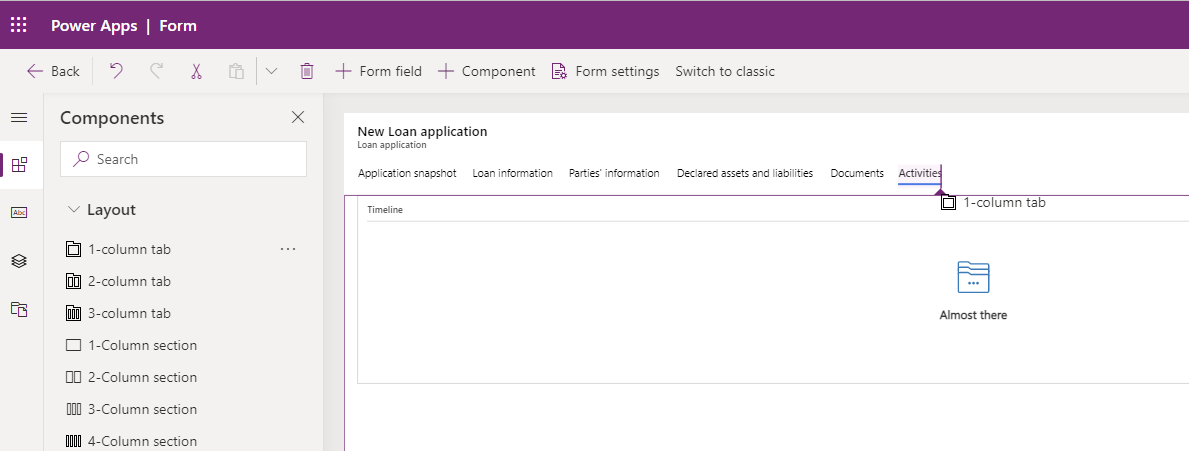 Power Apps | Form
Back
Form field
Component
Form settings
Switch to classic
Components
Search
Layout
1-column tab
2-column tab
3-column tab
1-Column section
2-Column section
3-Column section
4-Column section
Abc
New Loan application
Loan application
Application snapshot
Loan information
Parties' information
Declared assets and liabilities
Documents
Activities
1-column tab
Timeline
Almost there